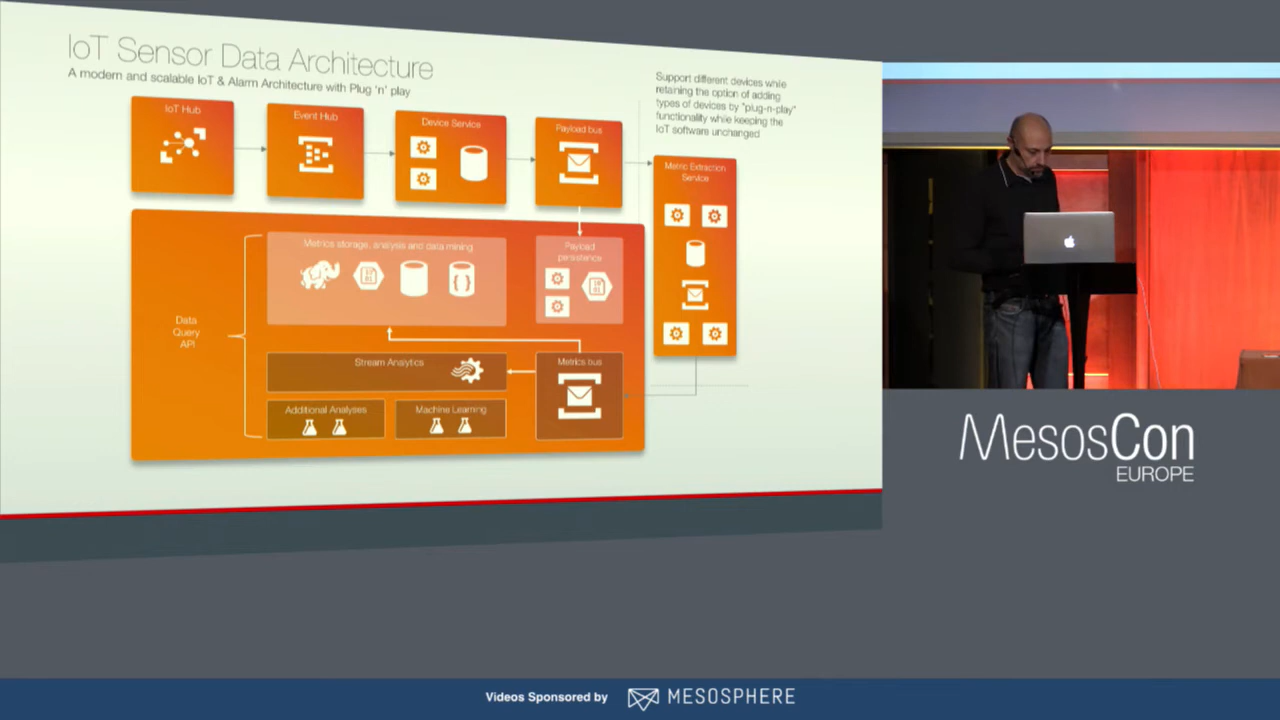 IoT Sensor Data Architecture
A modern and scalable IoT & Alarm Architecture with Plug 'n' play
Support different devices while
retaining the option of adding
types of devices by "plug-n-play"
functionality while keeping the
IoT software unchanged
IoT Hub
Event Hub
Device Service
Payload bus
Metric Extraction
Service
Metrics storage, analysis and data mining
Payload
persistence
Data
Query
API
Stream Analytics
Metrics bus
Additional Analyses
Machine Learning
MesosCon
EUROPE
Videos Sponsored by
MESOSPHERE